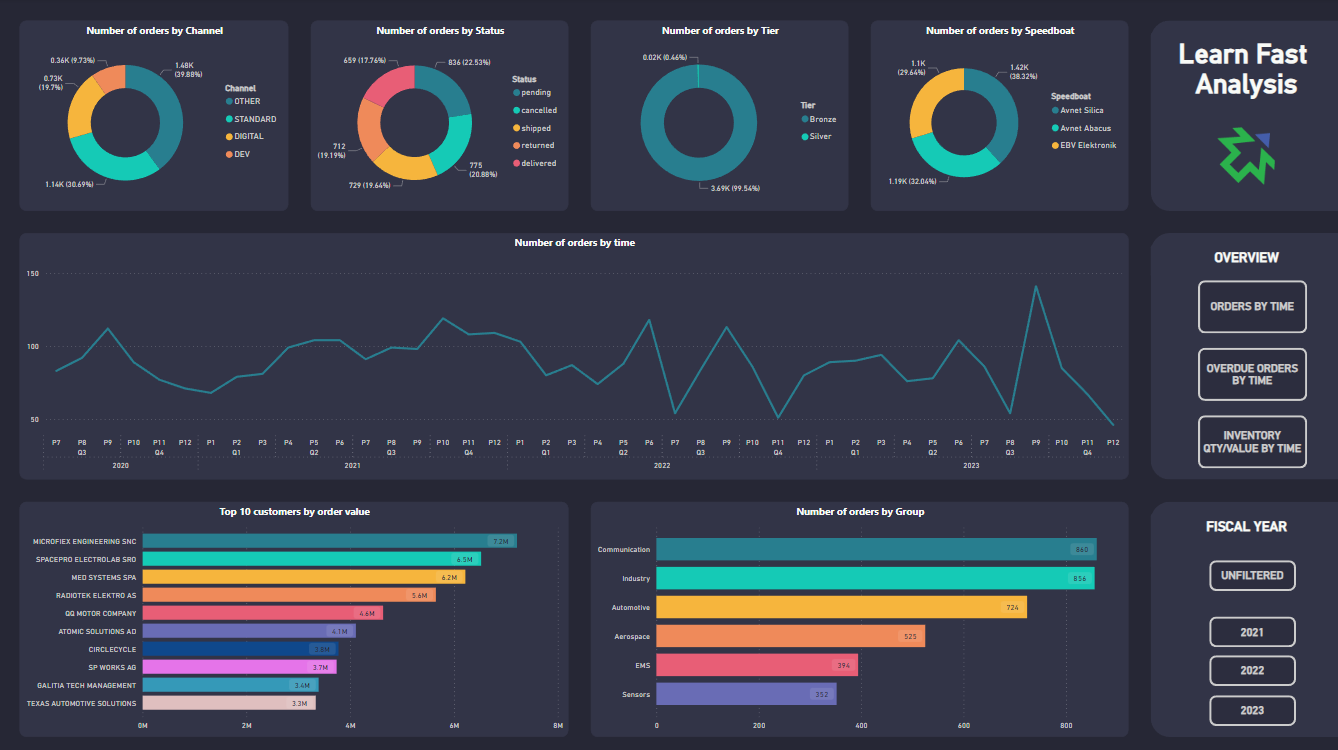 Number of orders by Channel
0.36K (9.73%)
1.48K
(39.88%)
0.73K
(19.7%)
1.14K (30.69%)
Channel
OTHER
STANDARD
DIGITAL
DEV
Number of orders by Status
659 (17.76%)
836 (22.53%)
712
(19.19%)
775
(20.88%)
729 (19.64%)
Status
pending
cancelled
shipped
returned
delivered
Number of orders by Tier
0.02K (0.46%)
3.69K (99.54%)
Tier
Bronze
Silver
Number of orders by Speedboat
1.1K
(29.64%)
1.42K
(38.32%)
1.19K (32.04%)
Speedboat
Avnet Silica
Avnet Abacus
EBV Elektronik
Learn Fast
Analysis
Number of orders by time
150
100
50
P7 P8 P9 P10 P11 P12 P1 P2 P3 P4 P5 P6 P7 P8 P9 P10 P11 P12 P1 P2 P3 P4 P5 P6 P7 P8 P9 P10 P11 P12 P1 P2 P3 P4 P5 P6 P7 P8 P9 P10 P11 P12
Q3 Q4 Q1 Q2 Q3 Q4 Q1 Q2 Q3 Q4 Q1 Q2 Q3 Q4
2020 2021 2022 2023
OVERVIEW
ORDERS BY TIME
OVERDUE ORDERS
BY TIME
INVENTORY
QTY/VALUE BY TIME
Top 10 customers by order value
MICROFIEX ENGINEERING SNC 7.2M
SPACEPRO ELECTROLAB SRO 6.5M
MED SYSTEMS SPA 6.2M
RADIOTEK ELEKTRO AS 5.6M
QQ MOTOR COMPANY 4.6M
ATOMIC SOLUTIONS AD 4.1M
CIRCLECYCLE
SP WORKS AG 3.7M
GALITIA TECH MANAGEMENT 3.4M
TEXAS AUTOMOTIVE SOLUTIONS 3.3M
0M 2M 4M 6M 8M
Number of orders by Group
Communication 860
Industry 856
Automotive 724
Aerospace 525
EMS 394
Sensors 352
0 200 400 600 800
FISCAL YEAR
UNFILTERED
2021
2022
2023